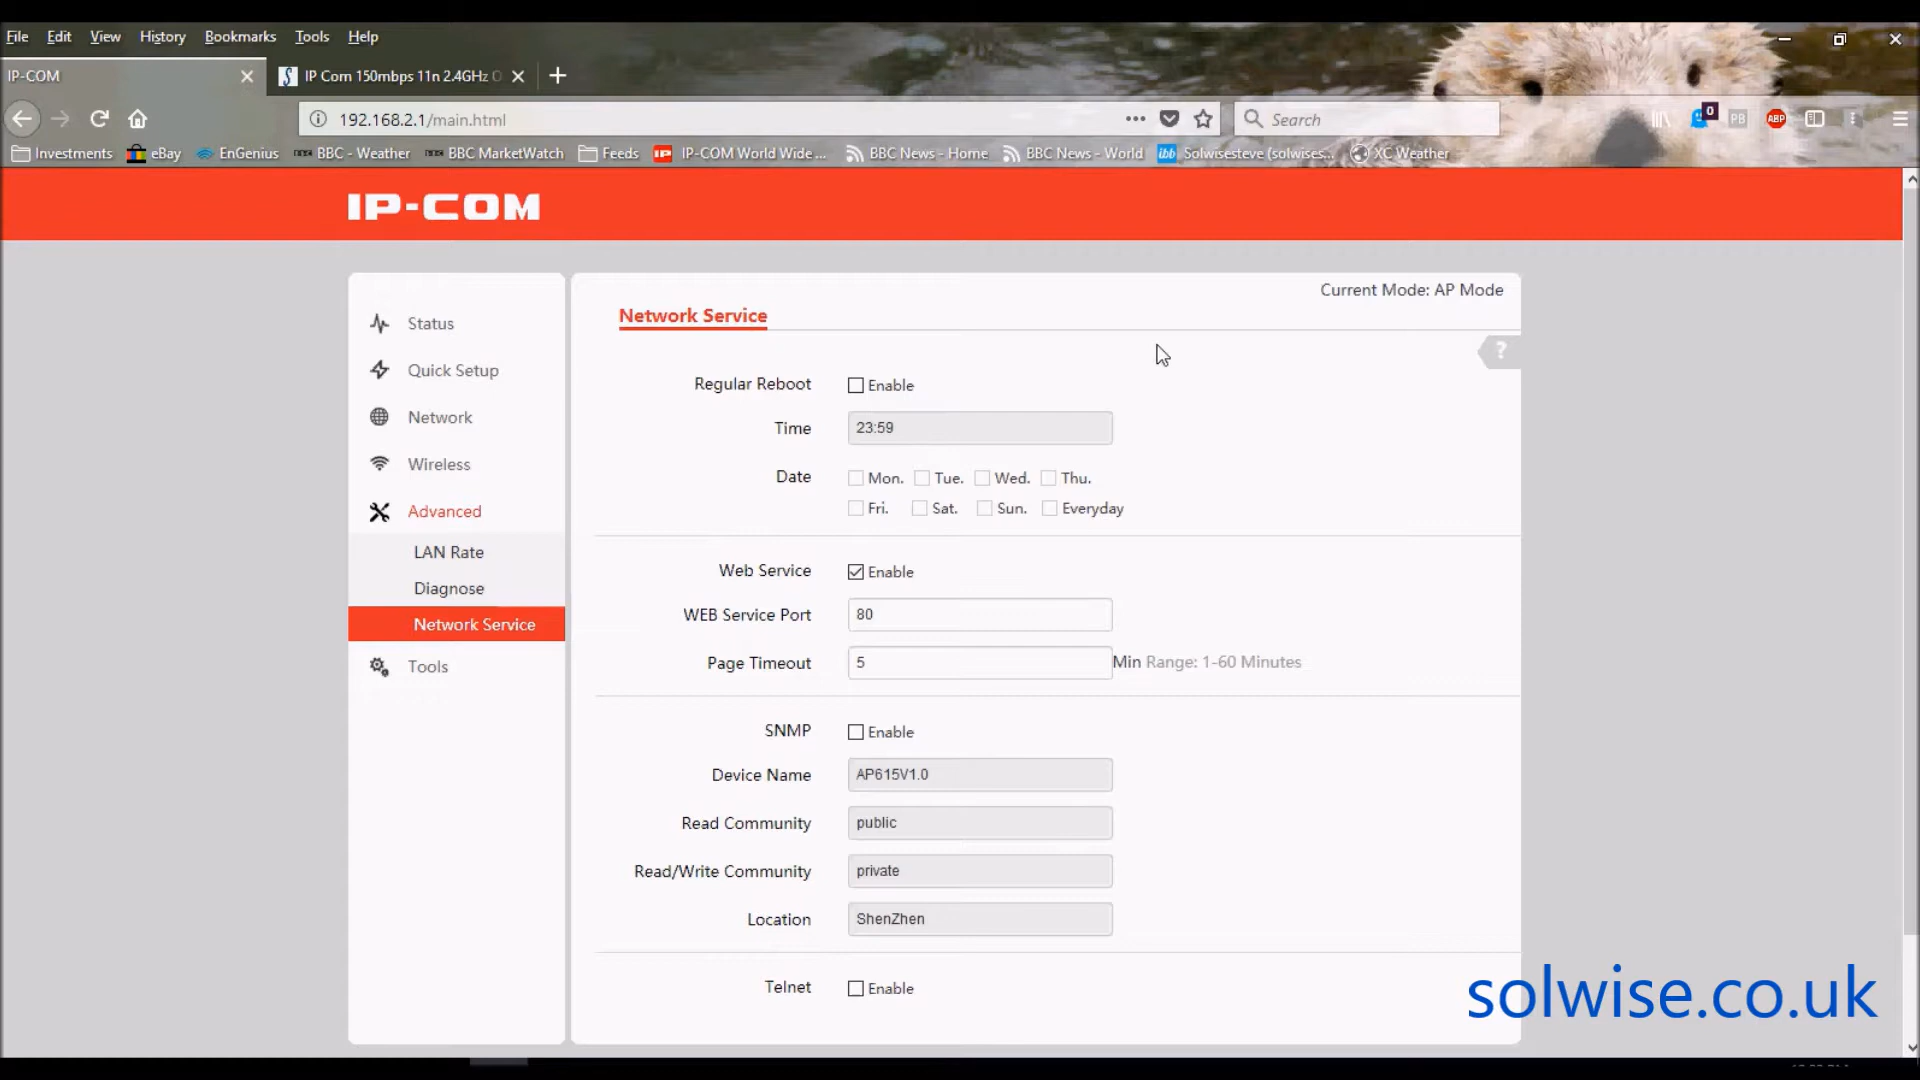 File Edit View History Bookmarks Tools Help
IP-COM
IP Com 150mbps 11n 2.4GHz O
192.168.2.1/main.html
Search
0
PB
ABP
Investments eBay EnGenius BBC - Weather BBC MarketWatch Feeds IP IP-COM World Wide ... BBC News - Home BBC News - World ibb Solwisesteve (solwises... XC Weather
IP-COM
Current Mode: AP Mode
Network Service
?
Status
Quick Setup
Network
Wireless
Advanced
LAN Rate
Diagnose
Network Service
Tools
Regular Reboot Enable
Time 23:59
Date Mon. Tue. Wed. Thu.
Fri. Sat. Sun. Everyday
Web Service Enable
WEB Service Port 80
Page Timeout 5 Min Range: 1-60 Minutes
SNMP Enable
Device Name AP615V1.0
Read Community public
Read/Write Community private
Location ShenZhen
Telnet Enable
solwise.co.uk